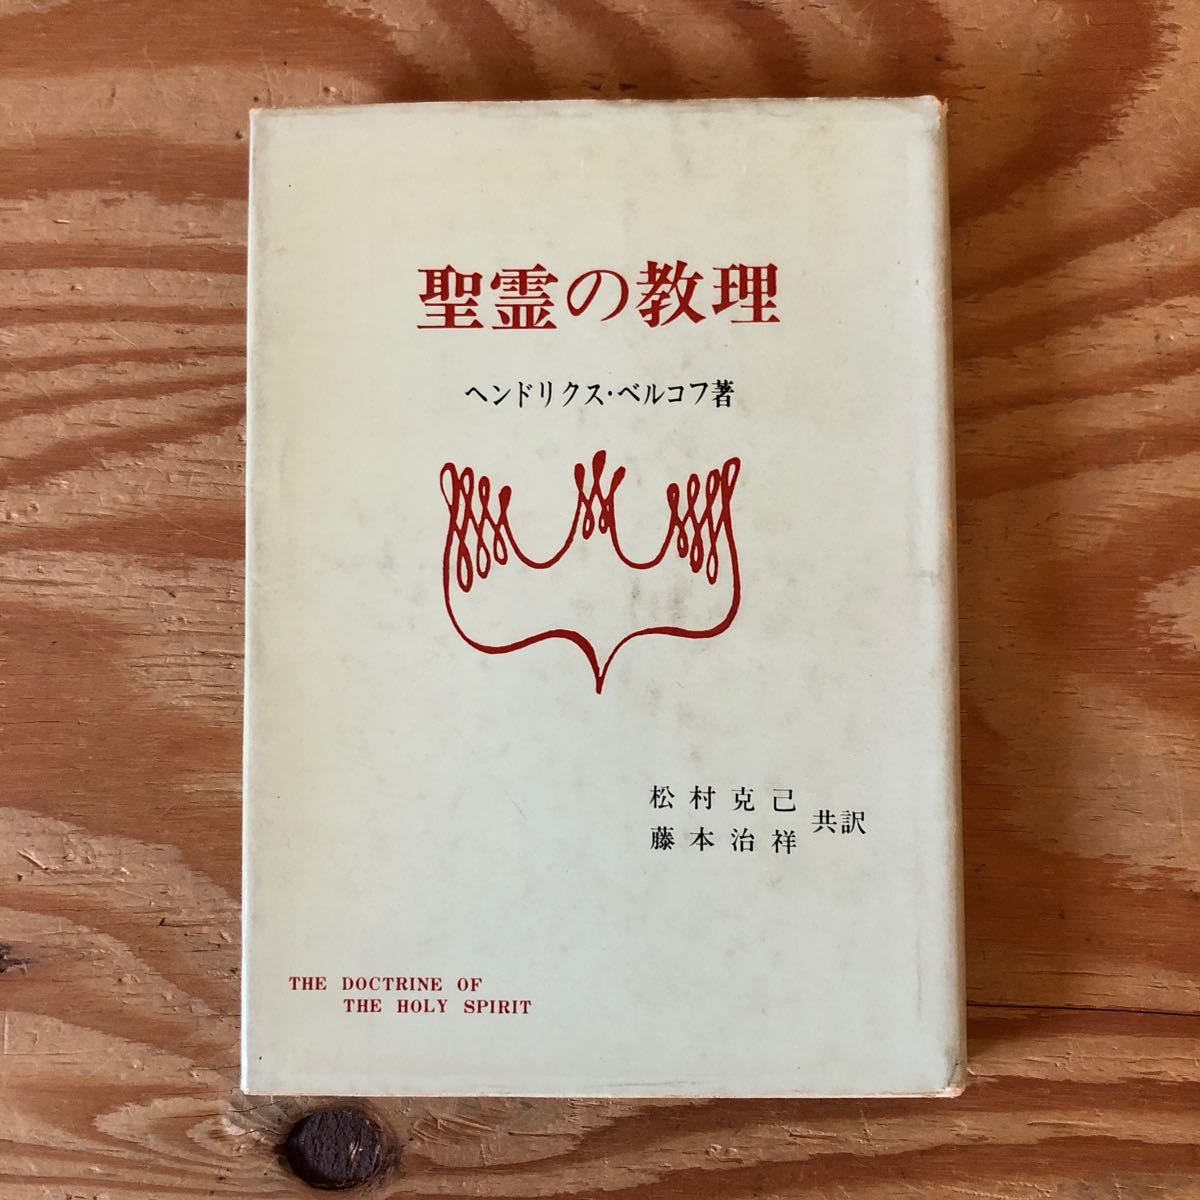 聖霊の教理
ヘンドリクス・ベルコフ著
松村克己
藤本治祥
共訳
THE DOCTRINE OF
THE HOLY SPIRIT